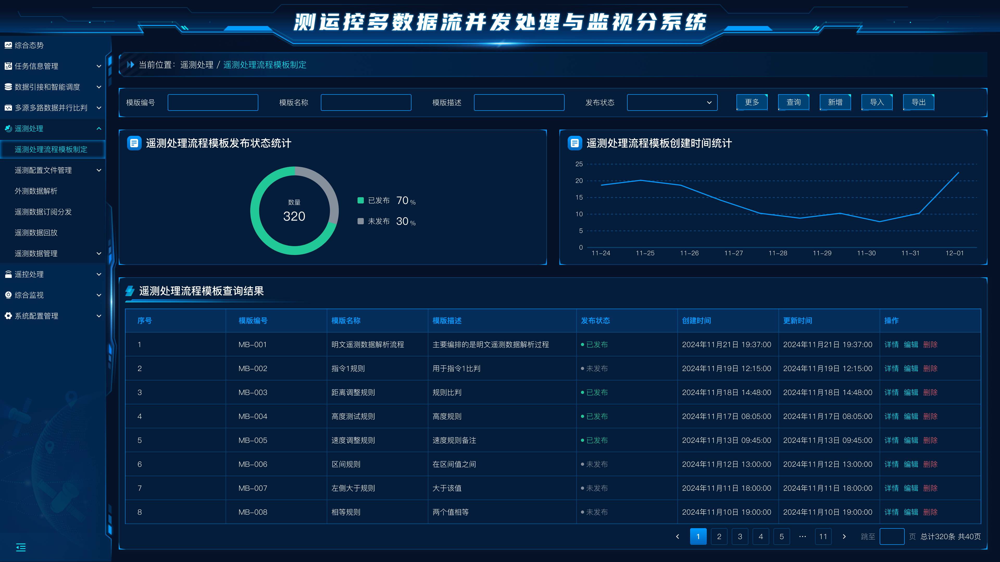 测运控多数据流并发处理与监视分系统
综合态势
任务信息管理
数据引接和智能调度
多源多路数据并行比判
遥测处理
遥测处理流程模板制定
遥测配置文件管理
外测数据解析
遥测数据订阅分发
遥测数据回放
遥测数据管理
遥控处理
综合监视
系统配置管理
当前位置：遥测处理 / 遥测处理流程模板制定
模版编号 模版名称 模版描述 发布状态 更多 查询 新增 导入 导出
遥测处理流程模板发布状态统计
数量
320
已发布 70 %
未发布 30 %
遥测处理流程模板创建时间统计
25
20
15
10
5
0
11-24 11-25 11-26 11-27 11-28 11-29 11-30 11-31 12-01
遥测处理流程模板查询结果
序号 模版编号 模版名称 模版描述 发布状态 创建时间 更新时间 操作
1 MB-001 明文遥测数据解析流程 主要编排的是明文遥测数据解析过程 已发布 2024年11月21日 19:37:00 2024年11月21日 19:37:00 详情 编辑 删除
2 MB-002 指令1规则 用于指令1比判 未发布 2024年11月19日 12:15:00 2024年11月19日 12:15:00 详情 编辑 删除
3 MB-003 距离调整规则 规则比判 已发布 2024年11月18日 14:48:00 2024年11月18日 14:48:00 详情 编辑 删除
4 MB-004 高度测试规则 高度规则 已发布 2024年11月17日 08:05:00 2024年11月17日 08:05:00 详情 编辑 删除
5 MB-005 速度调整规则 速度规则备注 已发布 2024年11月13日 09:45:00 2024年11月13日 09:45:00 详情 编辑 删除
6 MB-006 区间规则 在区间值之间 未发布 2024年11月12日 13:00:00 2024年11月12日 13:00:00 详情 编辑 删除
7 MB-007 左侧大于规则 大于该值 未发布 2024年11月11日 18:00:00 2024年11月11日 18:00:00 详情 编辑 删除
8 MB-008 相等规则 两个值相等 未发布 2024年11月10日 19:00:00 2024年11月10日 19:00:00 详情 编辑 删除
1 2 3 4 5 ··· 11 跳至 页 总计320条 共40页